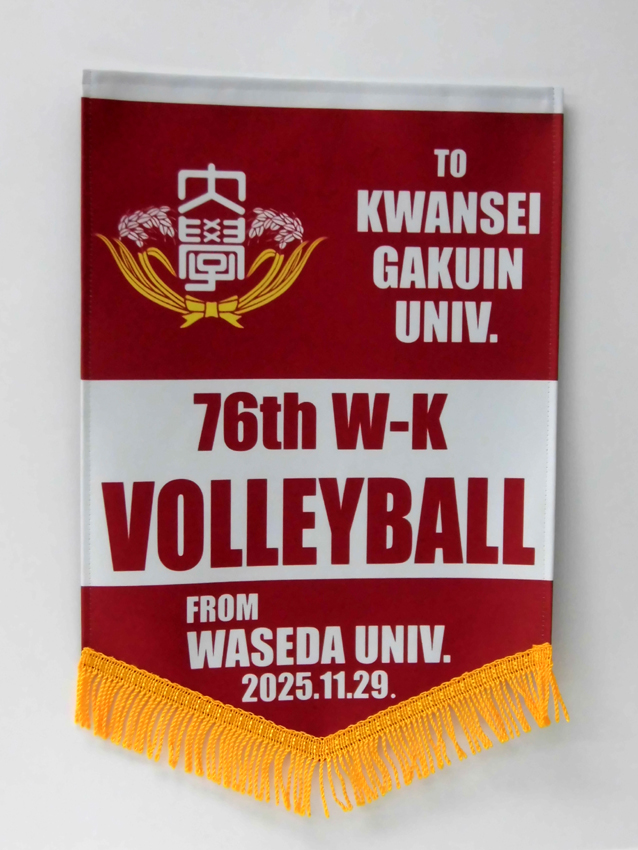 大學
TO
KWANSEI
GAKUIN
UNIV.
76th W-K
VOLLEYBALL
FROM
WASEDA UNIV.
2025.11.29.